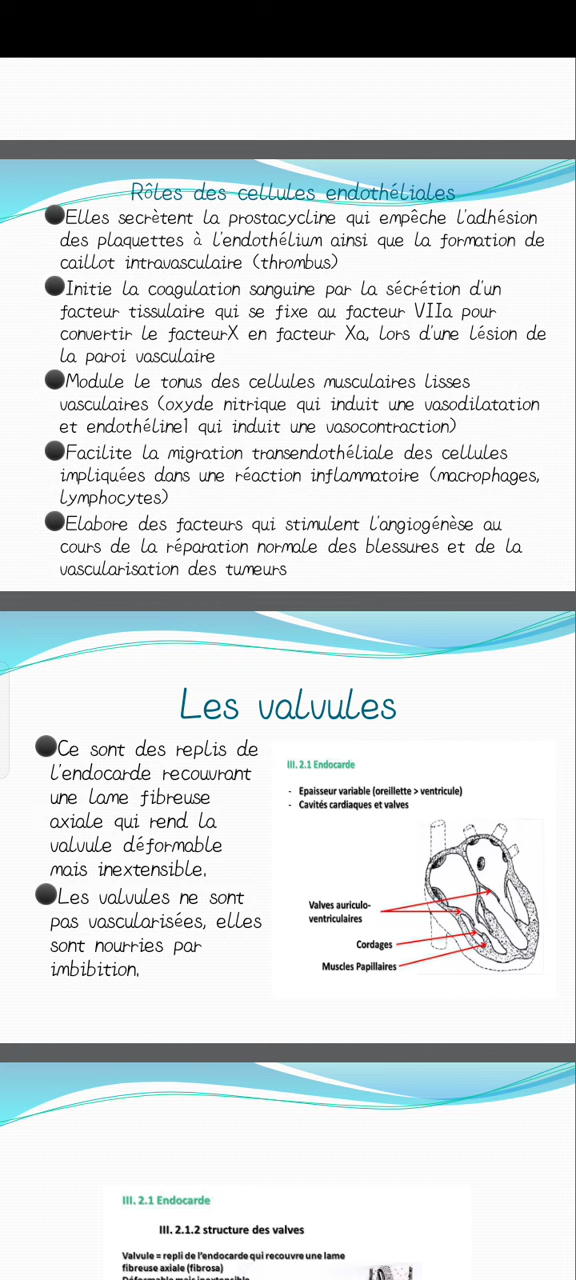 Rôles des cellules endothéliales
Elles secrètent la prostacycline qui empêche l'adhésion
des plaquettes à l'endothélium ainsi que la formation de
caillot intravasculaire (thrombus)
Initie la coagulation sanguine par la sécrétion d'un
facteur tissulaire qui se fixe au facteur VIIa pour
convertir le facteurX en facteur Xa, lors d'une lésion de
la paroi vasculaire
Module le tonus des cellules musculaires lisses
vasculaires (oxyde nitrique qui induit une vasodilatation
et endothéline1 qui induit une vasocontraction)
Facilite la migration transendothéliale des cellules
impliquées dans une réaction inflammatoire (macrophages,
lymphocytes)
Elabore des facteurs qui stimulent l'angiogénèse au
cours de la réparation normale des blessures et de la
vascularisation des tumeurs
Les valvules
Ce sont des replis de
l'endocarde recouvrant
une lame fibreuse
axiale qui rend la
valvule déformable
mais inextensible.
Les valvules ne sont
pas vascularisées, elles
sont nourries par
imbibition.
III. 2.1 Endocarde
- Epaisseur variable (oreillette > ventricule)
- Cavités cardiaques et valves
Valves auriculo-
ventriculaires
Cordages
Muscles Papillaires
III. 2.1 Endocarde
III. 2.1.2 structure des valves
Valvule = repli de l'endocarde qui recouvre une lame
fibreuse axiale (fibrosa)
Déformable mais inextensible